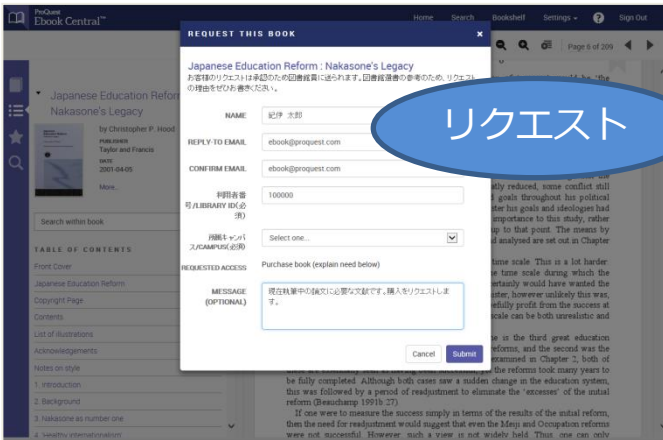 ProQuest
Ebook Central™
Home Search Bookshelf Settings ? Sign Out
Page 6 of 209
REQUEST THIS BOOK ×
Japanese Education Reform : Nakasone's Legacy
お客様のリクエストは承認のため図書館員に送られます。図書館選書の参考のため、リクエスト
の理由をぜひお書きください。
NAME 紀伊 太郎
REPLY-TO EMAIL ebook@proquest.com
CONFIRM EMAIL ebook@proquest.com
利用者番
号/LIBRARY ID(必
須)
100000
所属キャンパ
ス/CAMPUS(必須)
Select one...
REQUESTED ACCESS Purchase book (explain need below)
MESSAGE
(OPTIONAL)
現在執筆中の論文に必要な文献です。購入をリクエストしま
す。
Cancel Submit
リクエスト
Japanese Education Refor
Nakasone's Legacy
by Christopher P. Hood
PUBLISHER
Taylor and Francis
DATE
2001-04-05
More..
Search within book
TABLE OF CONTENTS
Front Cover
Japanese Education Reform
Copyright Page
Contents
List of illustrations
Acknowledgements
Notes on style
1. Introduction
2. Background
3. Nakasone as number one
4. Healthy internationalism
atly reduced, some conflict still
goals throughout his political
ster his goals and ideologies had
importance to this study, rather
up to that point. The means by
d analysed are set out in Chapter
time scale. This is a lot harder
e time scale during which the
ertainly would have wanted the
ister, however unlikely this was,
efully profit from the success at
scale can be both unrealistic and
e is the third great education
reforms, and the second was the
examined in Chapter 2, both of
the reforms took many years to
be fully completed. Although both cases saw a sudden change in the education system,
this was followed by a period of readjustment to eliminate the 'excesses' of the initial
reform (Beauchamp 1991b:27).
If one were to measure the success simply in terms of the results of the initial reform,
then the need for readjustment would suggest that even the Meiji and Occupation reforms
were not successful. However, such a view is not widely held. Thus, one can only